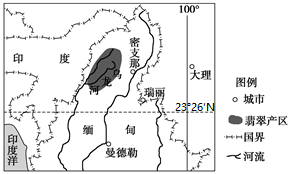 100°
印 度
密支那
大理
乌龙河
瑞丽
23°26′N
缅 甸
曼德勒
印度洋
图例
城市
翡翠产区
国界
河流